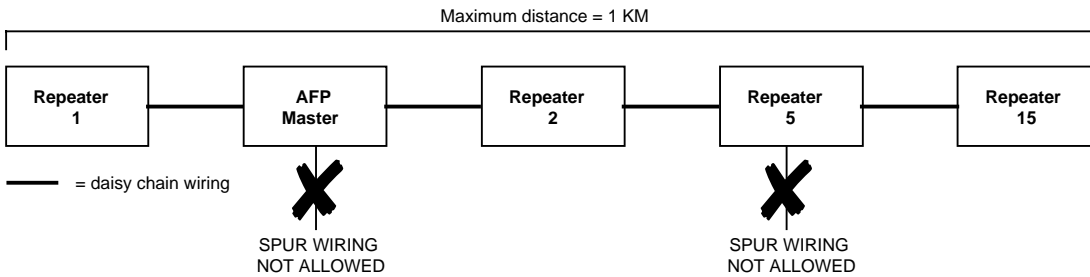 Maximum distance = 1 KM
Repeater
1
AFP
Master
Repeater
2
Repeater
5
Repeater
15
= daisy chain wiring
SPUR WIRING
NOT ALLOWED
SPUR WIRING
NOT ALLOWED